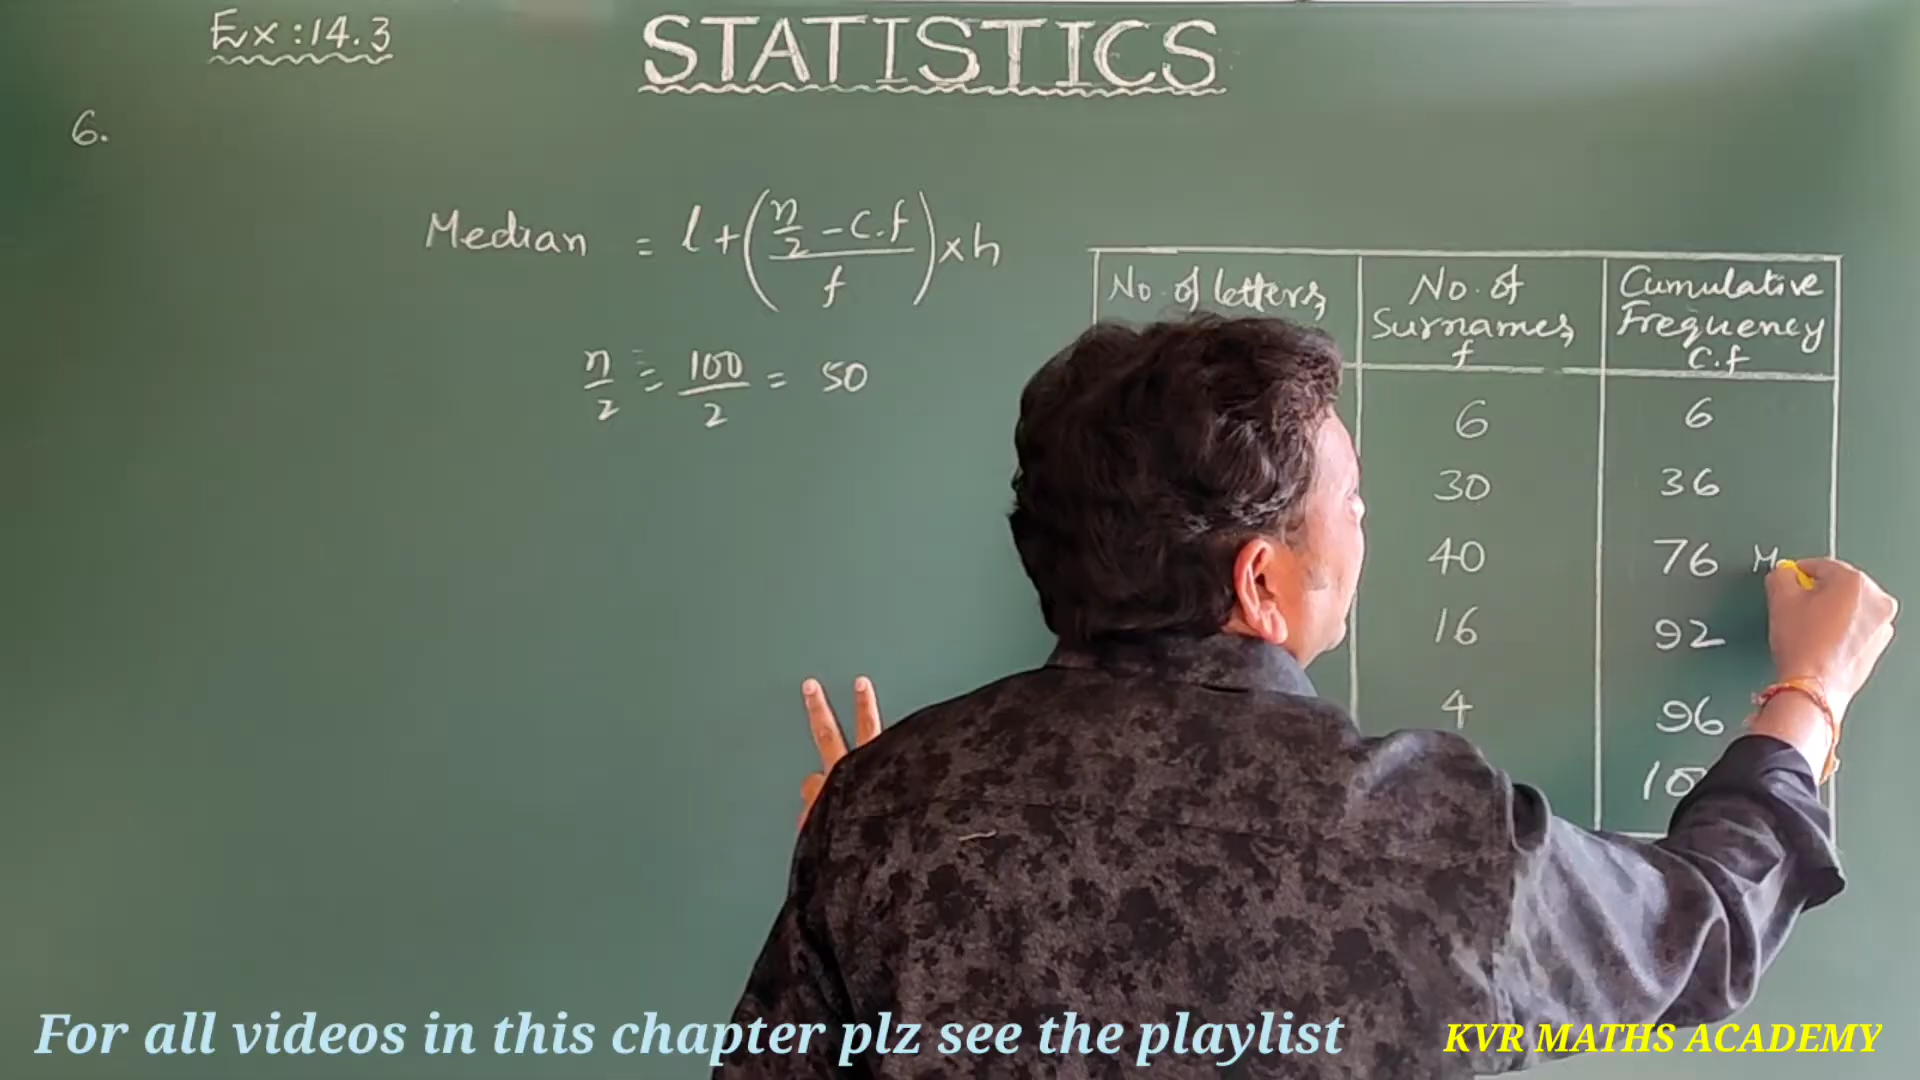 Ex:14.3
STATISTICS
6.
Median = l+((n/2 - C.f)/f)×h
n/2 = 100/2 = 50
No. of letters
No. of Surnames f
Cumulative Frequency C.f
6 6
30 36
40 76
16 92
4 96
For all videos in this chapter plz see the playlist
KVR MATHS ACADEMY